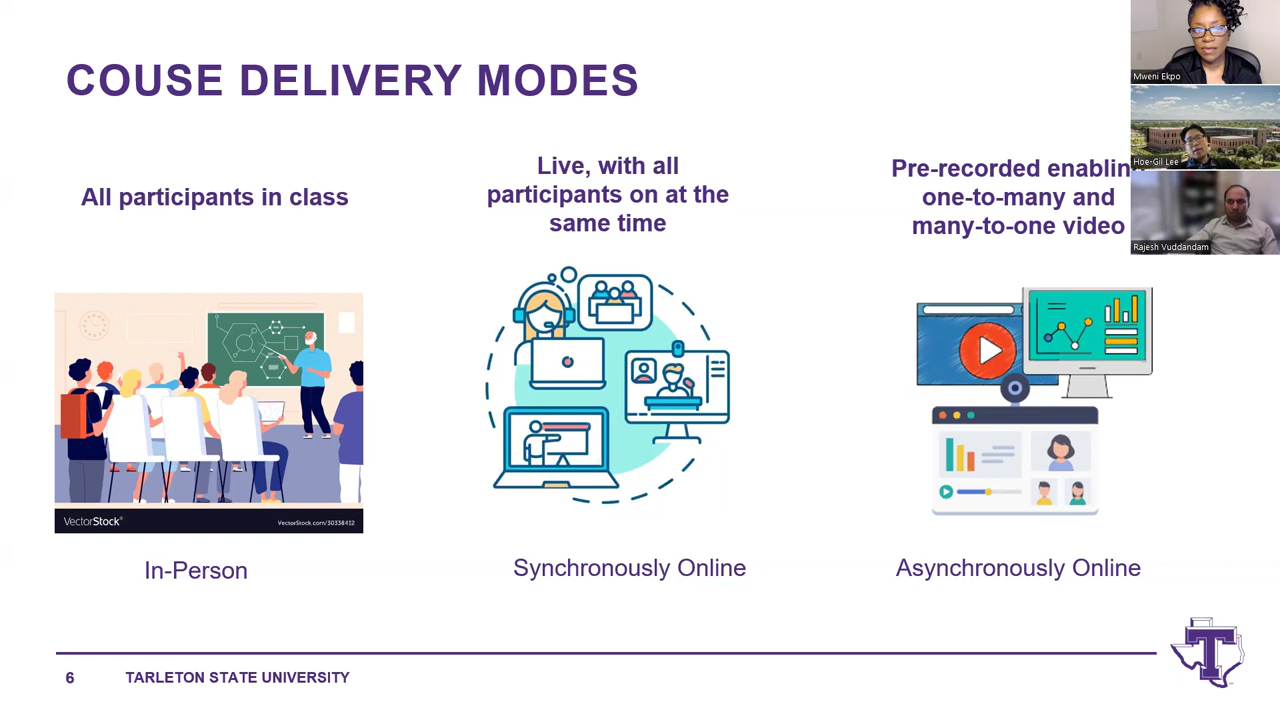 COUSE DELIVERY MODES
All participants in class
Live, with all
participants on at the
same time
Pre-recorded enablin
one-to-many and
many-to-one video
Mweni Ekpo
Hoe-Gil Lee
Rajesh Vuddandam
VectorStock®
VectorStock.com/30338412
In-Person
Synchronously Online
Asynchronously Online
6
TARLETON STATE UNIVERSITY
T